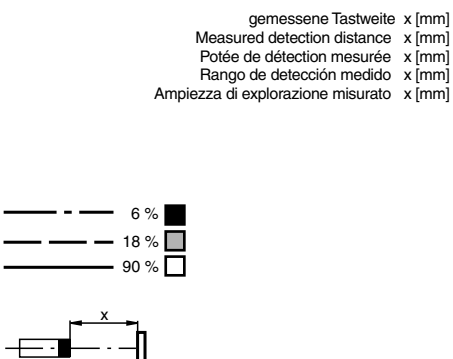 gemessene Tastweite x [mm]
Measured detection distance x [mm]
Potée de détection mesurée x [mm]
Rango de detección medido x [mm]
Ampiezza di explorazione misurato x [mm]
6 %
18 %
90 %
x